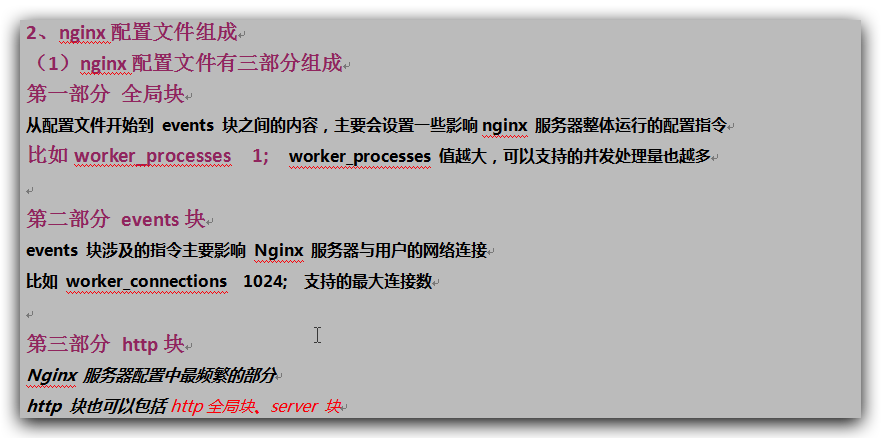 2、nginx 配置文件组成
（1）nginx 配置文件有三部分组成
第一部分 全局块
从配置文件开始到 events 块之间的内容，主要会设置一些影响nginx 服务器整体运行的配置指令
比如 worker_processes 1; worker_processes 值越大，可以支持的并发处理量也越多
第二部分 events 块
events 块涉及的指令主要影响 Nginx 服务器与用户的网络连接
比如 worker_connections 1024; 支持的最大连接数
第三部分 http 块
Nginx 服务器配置中最频繁的部分
http 块也可以包括 http 全局块、server 块